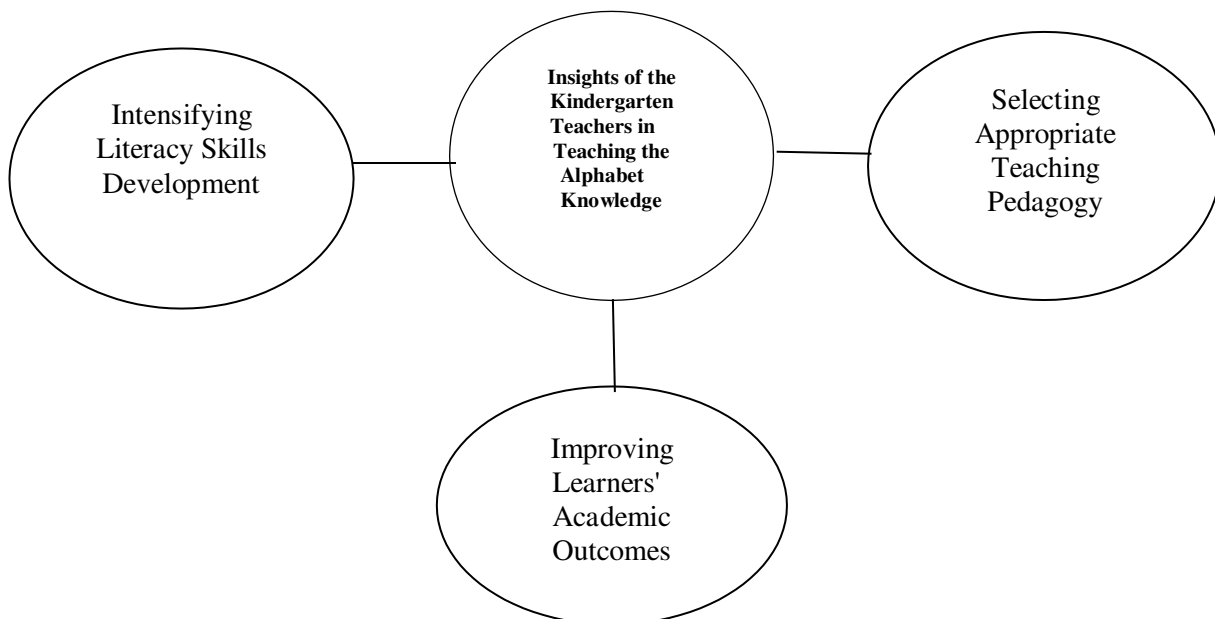 Intensifying
Literacy Skills
Development
Insights of the
Kindergarten
Teachers in
Teaching the
Alphabet
Knowledge
Selecting
Appropriate
Teaching
Pedagogy
Improving
Learners'
Academic
Outcomes